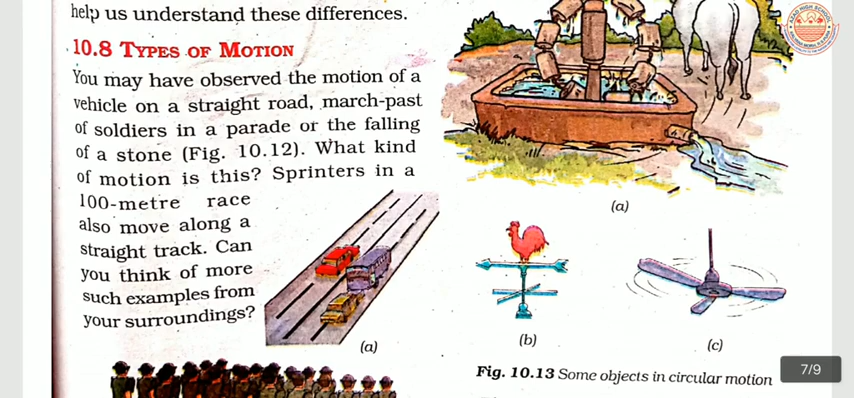 help us understand these differences.
10.8 TYPES OF MOTION
You may have observed the motion of a
vehicle on a straight road, march-past
of soldiers in a parade or the falling
of a stone (Fig. 10.12). What kind
of motion is this? Sprinters in a
100-metre race
also move along a
straight track. Can
you think of more
such examples from
your surroundings?
(a)
(a)
(b)
(c)
Fig. 10.13 Some objects in circular motion
7/9